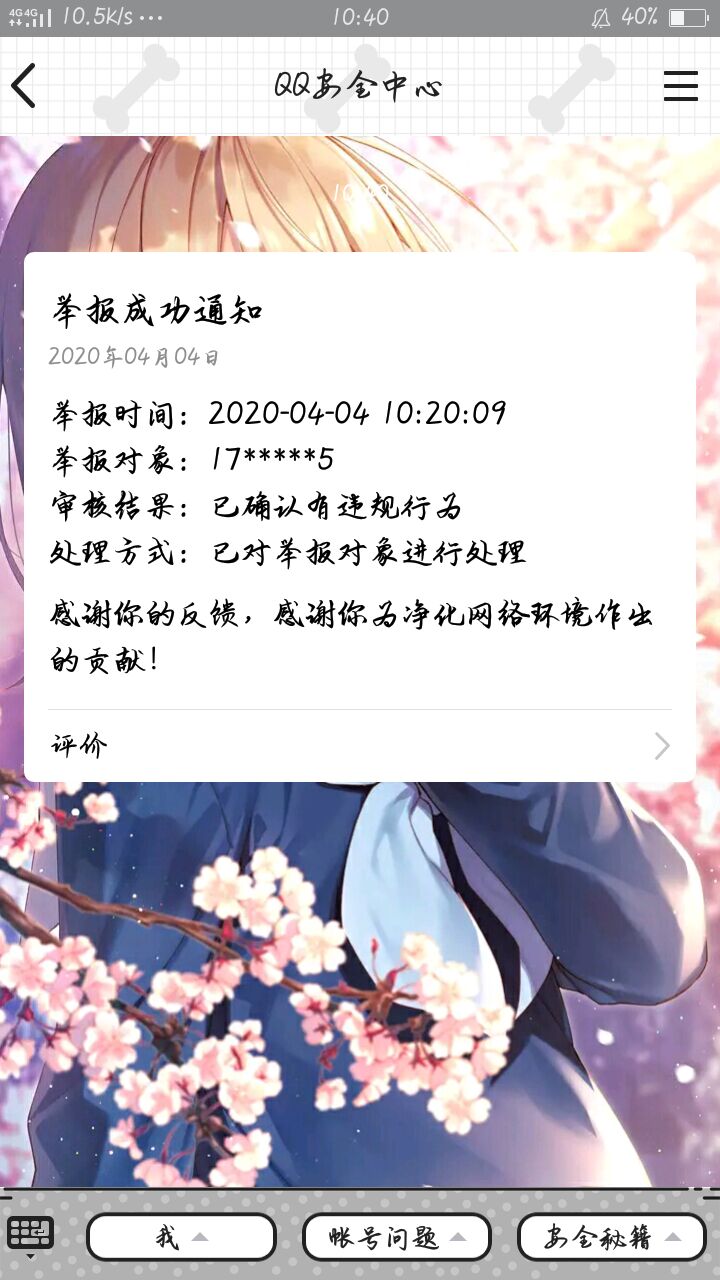 4G4G 10.5K/s ... 10:40 40%
QQ安全中心
10:40
举报成功通知
2020年04月04日
举报时间：2020-04-04 10:20:09
举报对象：17*****5
审核结果：已确认有违规行为
处理方式：已对举报对象进行处理
感谢你的反馈，感谢你为净化网络环境作出
的贡献！
评价
我 帐号问题 安全秘籍